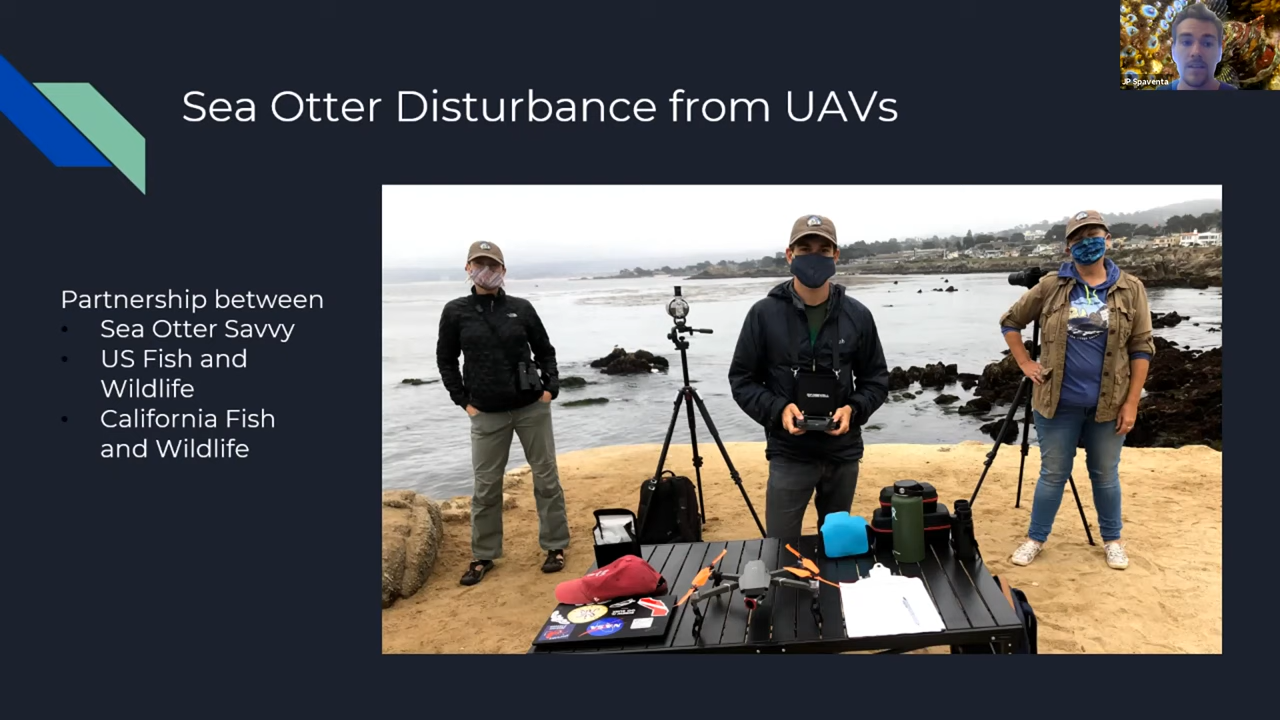 JP Spaventa
Sea Otter Disturbance from UAVs
Partnership between
• Sea Otter Savvy
• US Fish and
Wildlife
• California Fish
and Wildlife
NASA